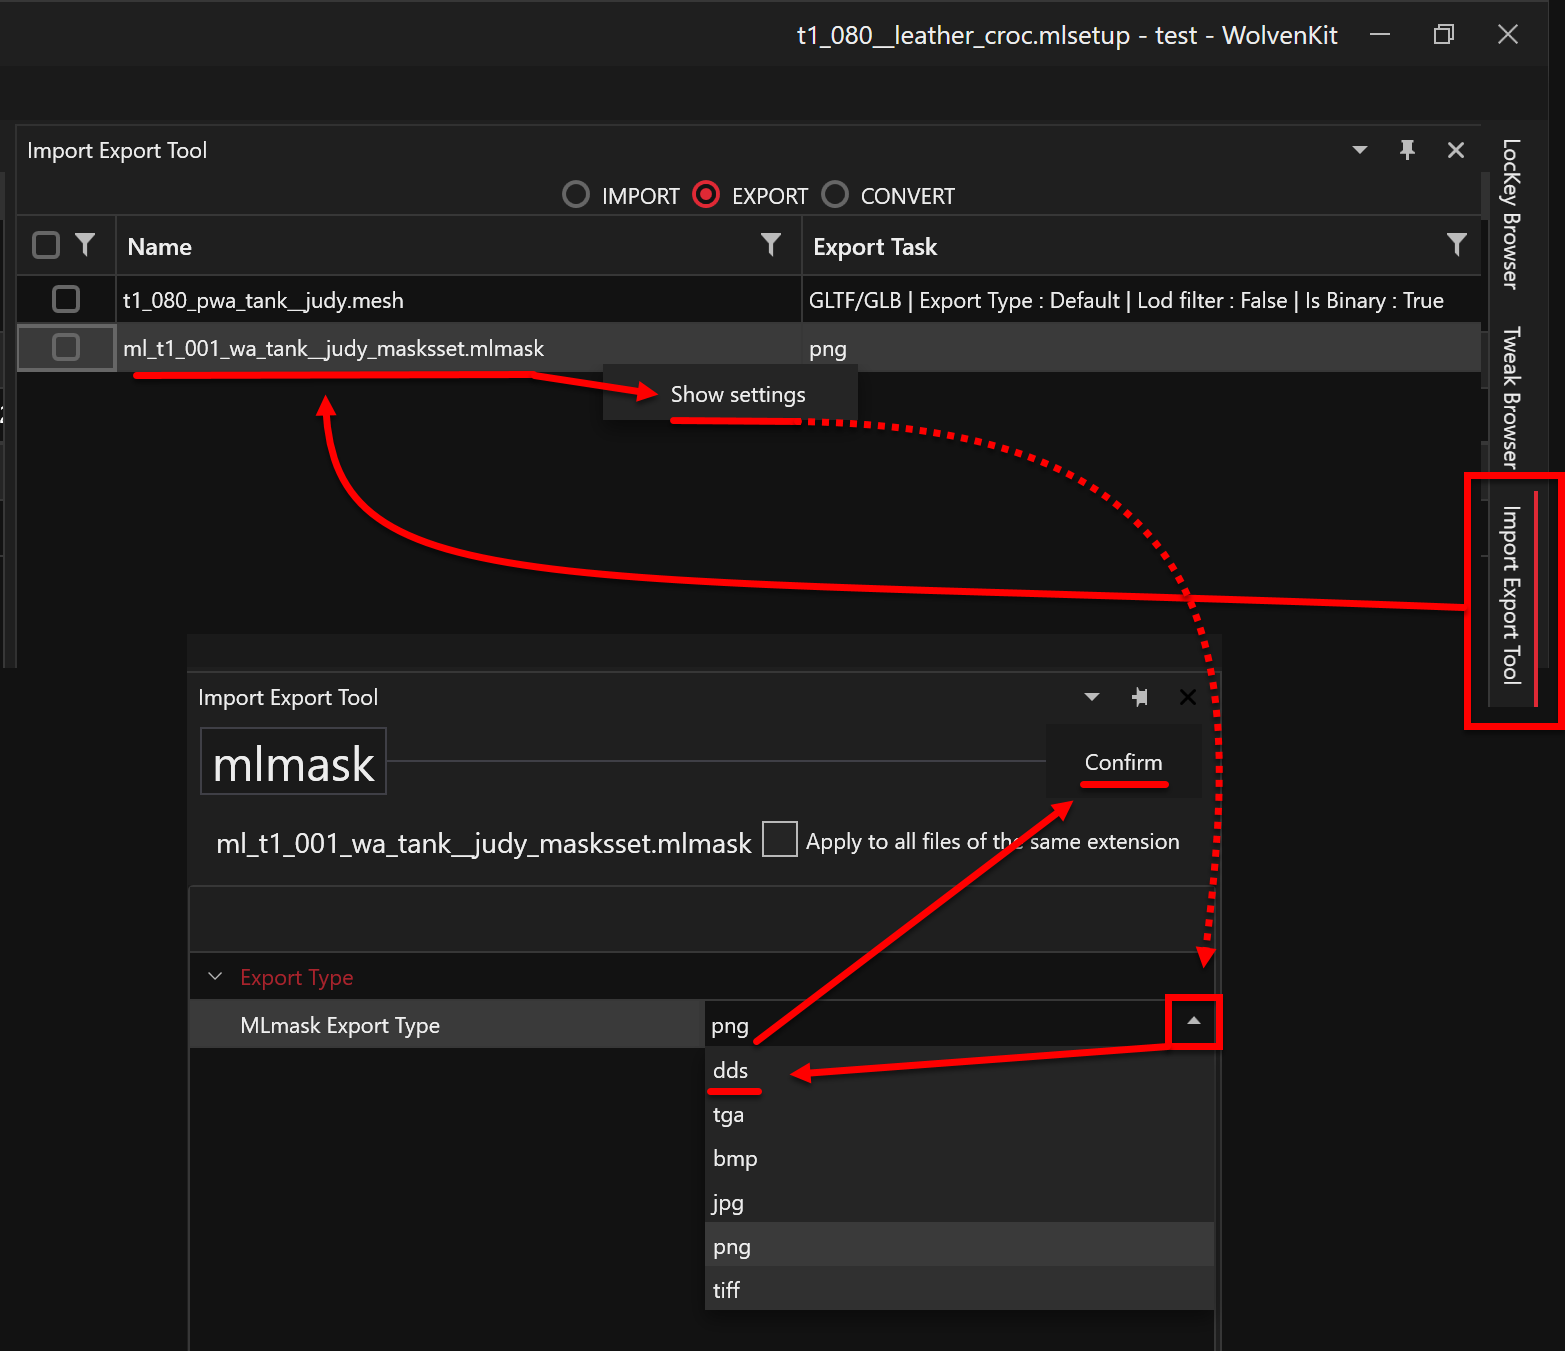 t1_080__leather_croc.mlsetup - test - WolvenKit
Import Export Tool
IMPORT EXPORT CONVERT
Name Export Task
t1_080_pwa_tank__judy.mesh GLTF/GLB | Export Type : Default | Lod filter : False | Is Binary : True
ml_t1_001_wa_tank__judy_masksset.mlmask png
Show settings
LocKey Browser
Tweak Browser
Import Export Tool
Import Export Tool
mlmask
Confirm
ml_t1_001_wa_tank__judy_masksset.mlmask Apply to all files of the same extension
Export Type
MLmask Export Type png
dds
tga
bmp
jpg
png
tiff